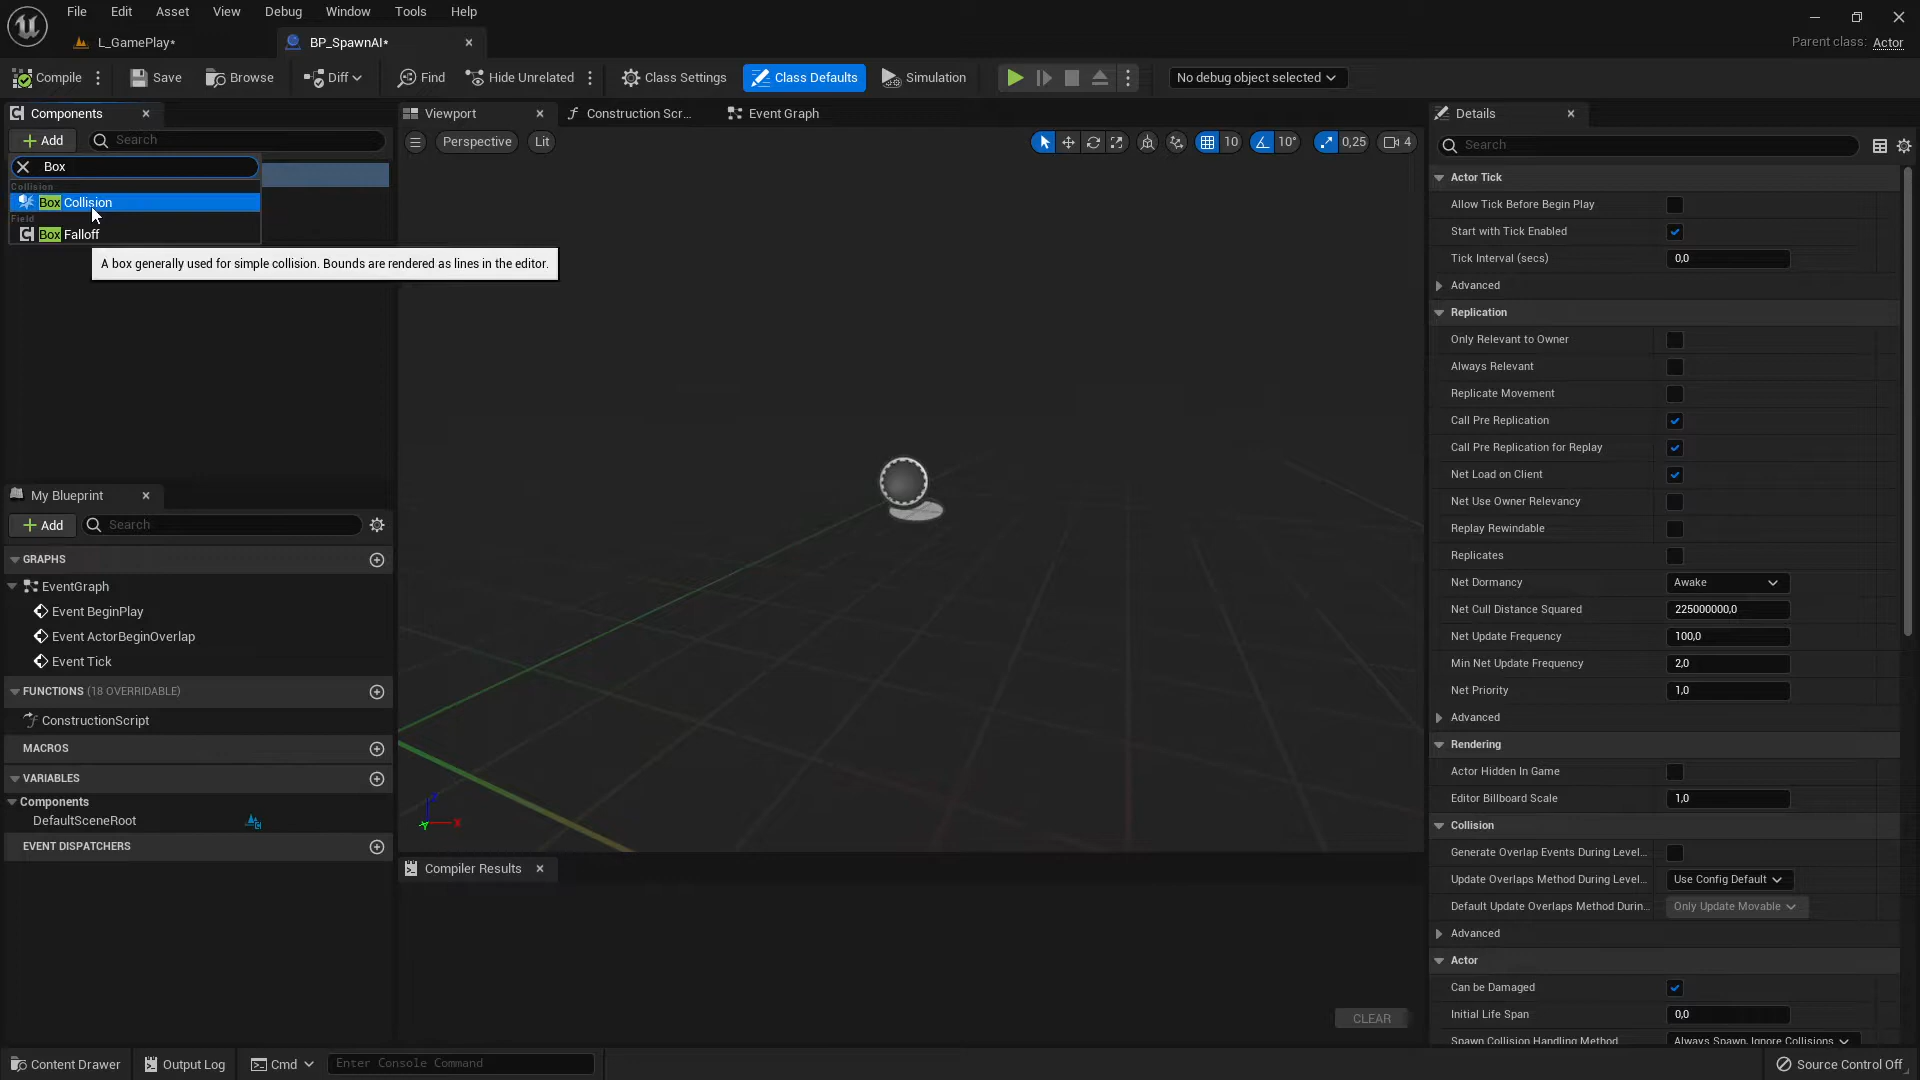 File Edit Asset View Debug Window Tools Help
L_GamePlay*
BP_SpawnAI*
Parent class: Actor
Compile Save Browse Diff Find Hide Unrelated Class Settings Class Defaults Simulation No debug object selected
Components
Add Search
Box
Collision
Box Collision
Field
Box Falloff
A box generally used for simple collision. Bounds are rendered as lines in the editor.
My Blueprint
Add Search
GRAPHS
EventGraph
Event BeginPlay
Event ActorBeginOverlap
Event Tick
FUNCTIONS (18 OVERRIDABLE)
ConstructionScript
MACROS
VARIABLES
Components
DefaultSceneRoot
EVENT DISPATCHERS
Viewport Construction Scr... Event Graph
Perspective Lit 10 10° 0,25 4
Compiler Results
CLEAR
Details
Search
Actor Tick
Allow Tick Before Begin Play
Start with Tick Enabled
Tick Interval (secs) 0,0
Advanced
Replication
Only Relevant to Owner
Always Relevant
Replicate Movement
Call Pre Replication
Call Pre Replication for Replay
Net Load on Client
Net Use Owner Relevancy
Replay Rewindable
Replicates
Net Dormancy Awake
Net Cull Distance Squared 225000000,0
Net Update Frequency 100,0
Min Net Update Frequency 2,0
Net Priority 1,0
Advanced
Rendering
Actor Hidden In Game
Editor Billboard Scale 1,0
Collision
Generate Overlap Events During Level...
Update Overlaps Method During Level... Use Config Default
Default Update Overlaps Method Durin... Only Update Movable
Advanced
Actor
Can be Damaged
Initial Life Span 0,0
Spawn Collision Handling Method Always Spawn, Ignore Collisions
Content Drawer Output Log Cmd Enter Console Command Source Control Off